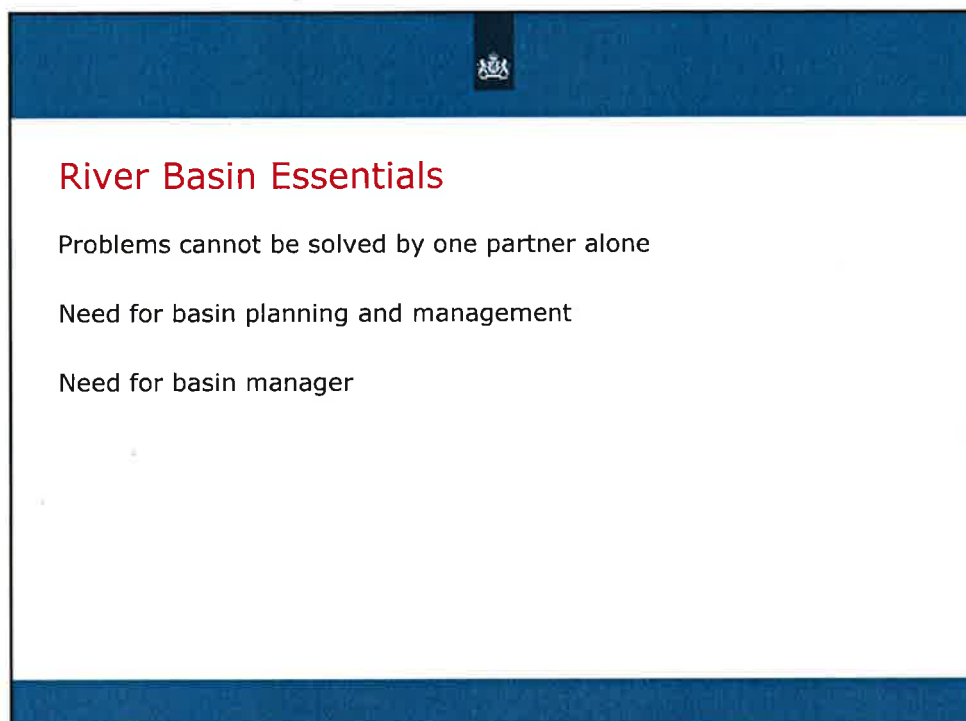 River Basin Essentials
Problems cannot be solved by one partner alone
Need for basin planning and management
Need for basin manager